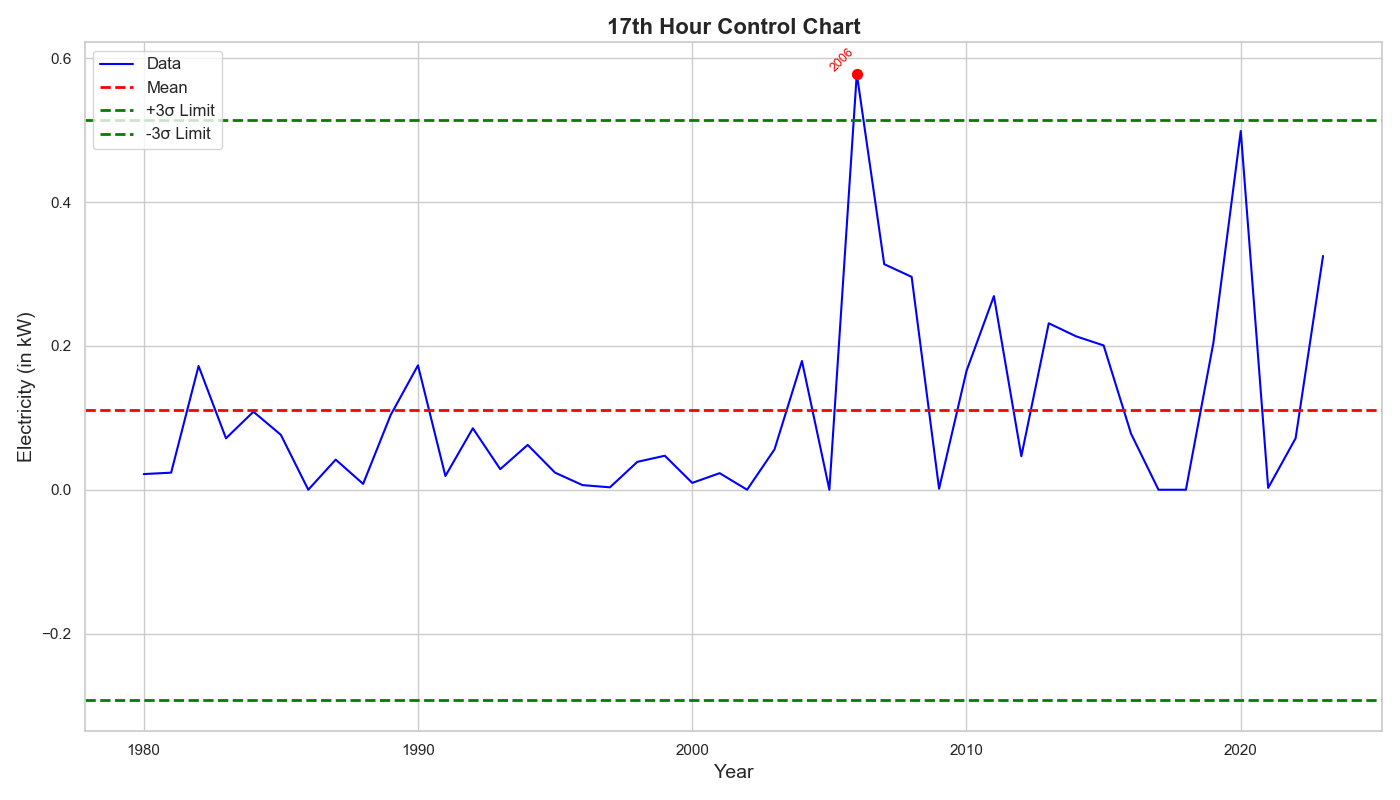 17th Hour Control Chart
Data
Mean
+3σ Limit
-3σ Limit
2006
Electricity (in kW)
0.6
0.4
0.2
0.0
−0.2
1980
1990
2000
2010
2020
Year